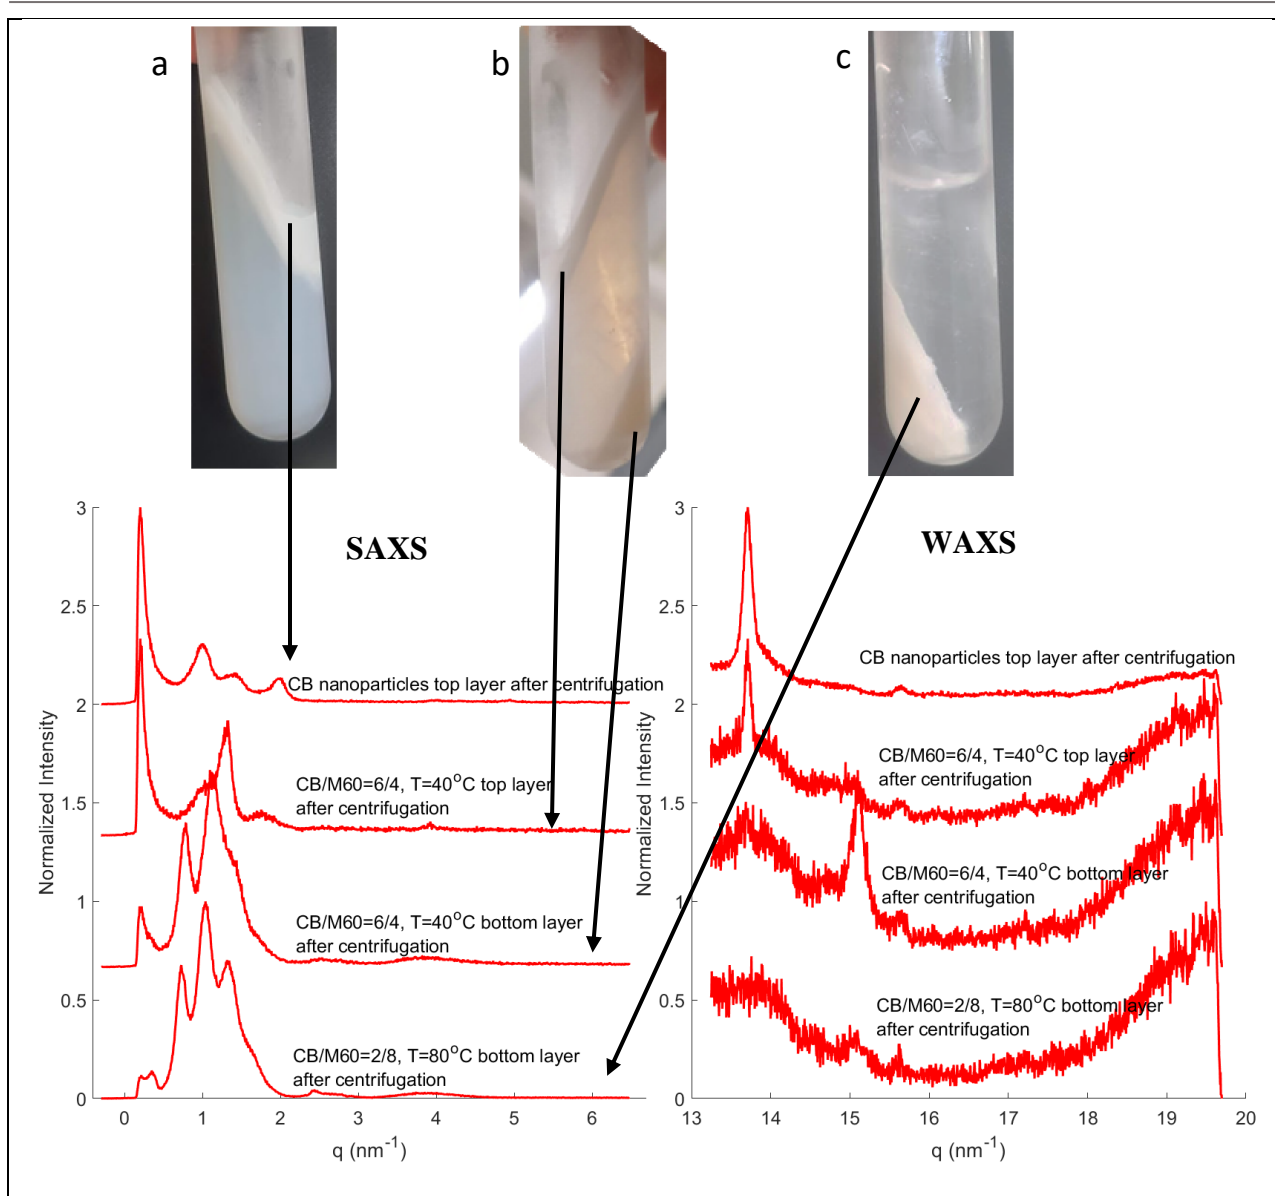 a
b
c
SAXS
WAXS
3
2.5
2
1.5
1
0.5
0
Normalized Intensity
CB nanoparticles top layer after centrifugation
CB/M60=6/4, T=40°C top layer
after centrifugation
CB/M60=6/4, T=40°C bottom layer
after centrifugation
CB/M60=2/8, T=80°C bottom layer
after centrifugation
0 1 2 3 4 5 6
q (nm⁻¹)
3
2.5
2
1.5
1
0.5
0
Normalized Intensity
CB nanoparticles top layer after centrifugation
CB/M60=6/4, T=40°C top layer
after centrifugation
CB/M60=6/4, T=40°C bottom layer
after centrifugation
CB/M60=2/8, T=80°C bottom layer
after centrifugation
13 14 15 16 17 18 19 20
q (nm⁻¹)